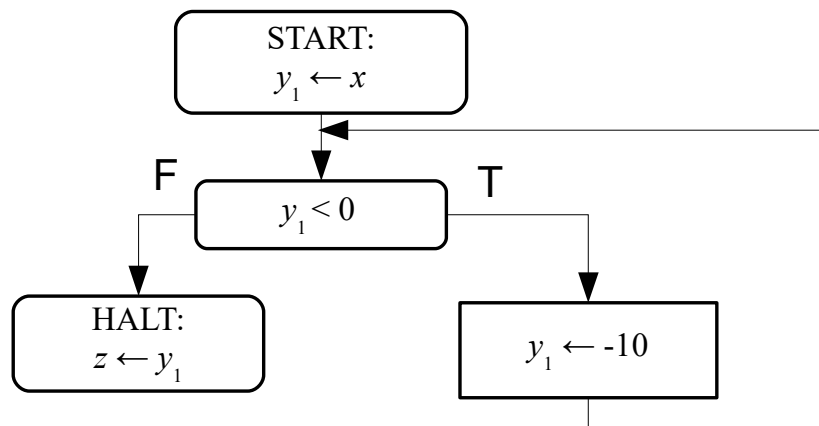 START:
y₁ ← x
F
T
y₁ < 0
HALT:
z ← y₁
y₁ ← -10